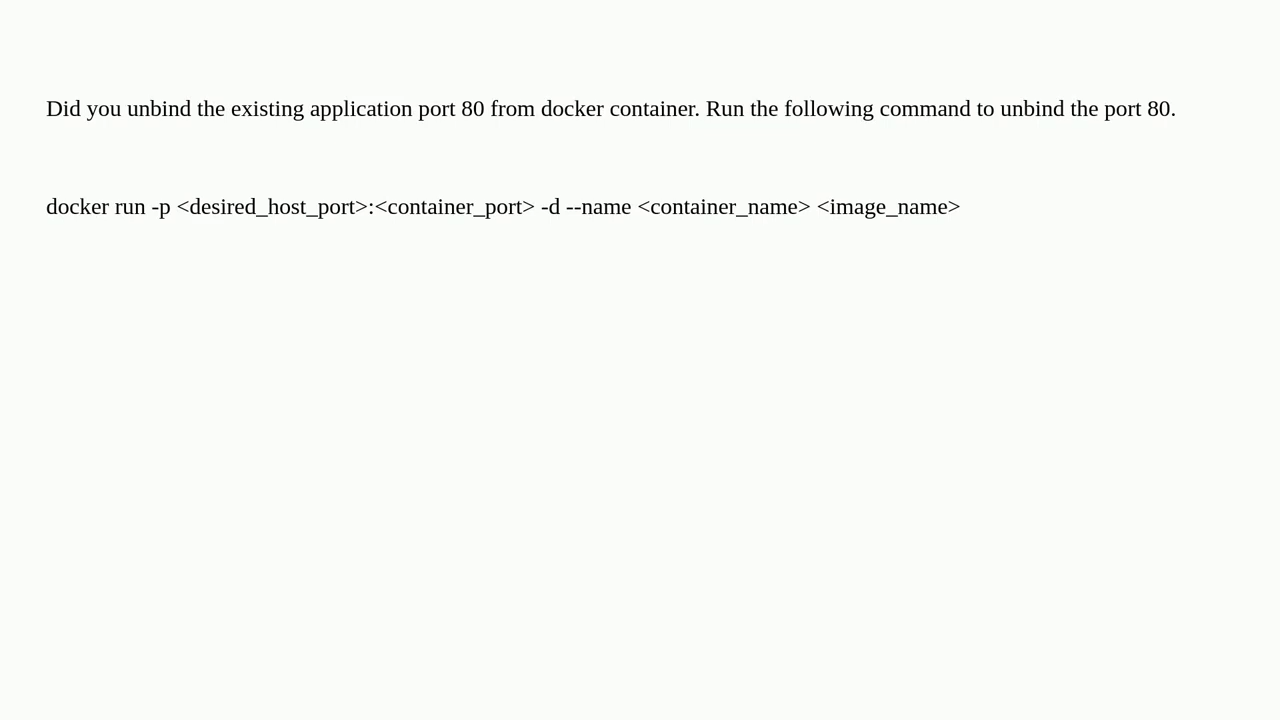 Did you unbind the existing application port 80 from docker container. Run the following command to unbind the port 80.
docker run -p <desired_host_port>:<container_port> -d --name <container_name> <image_name>